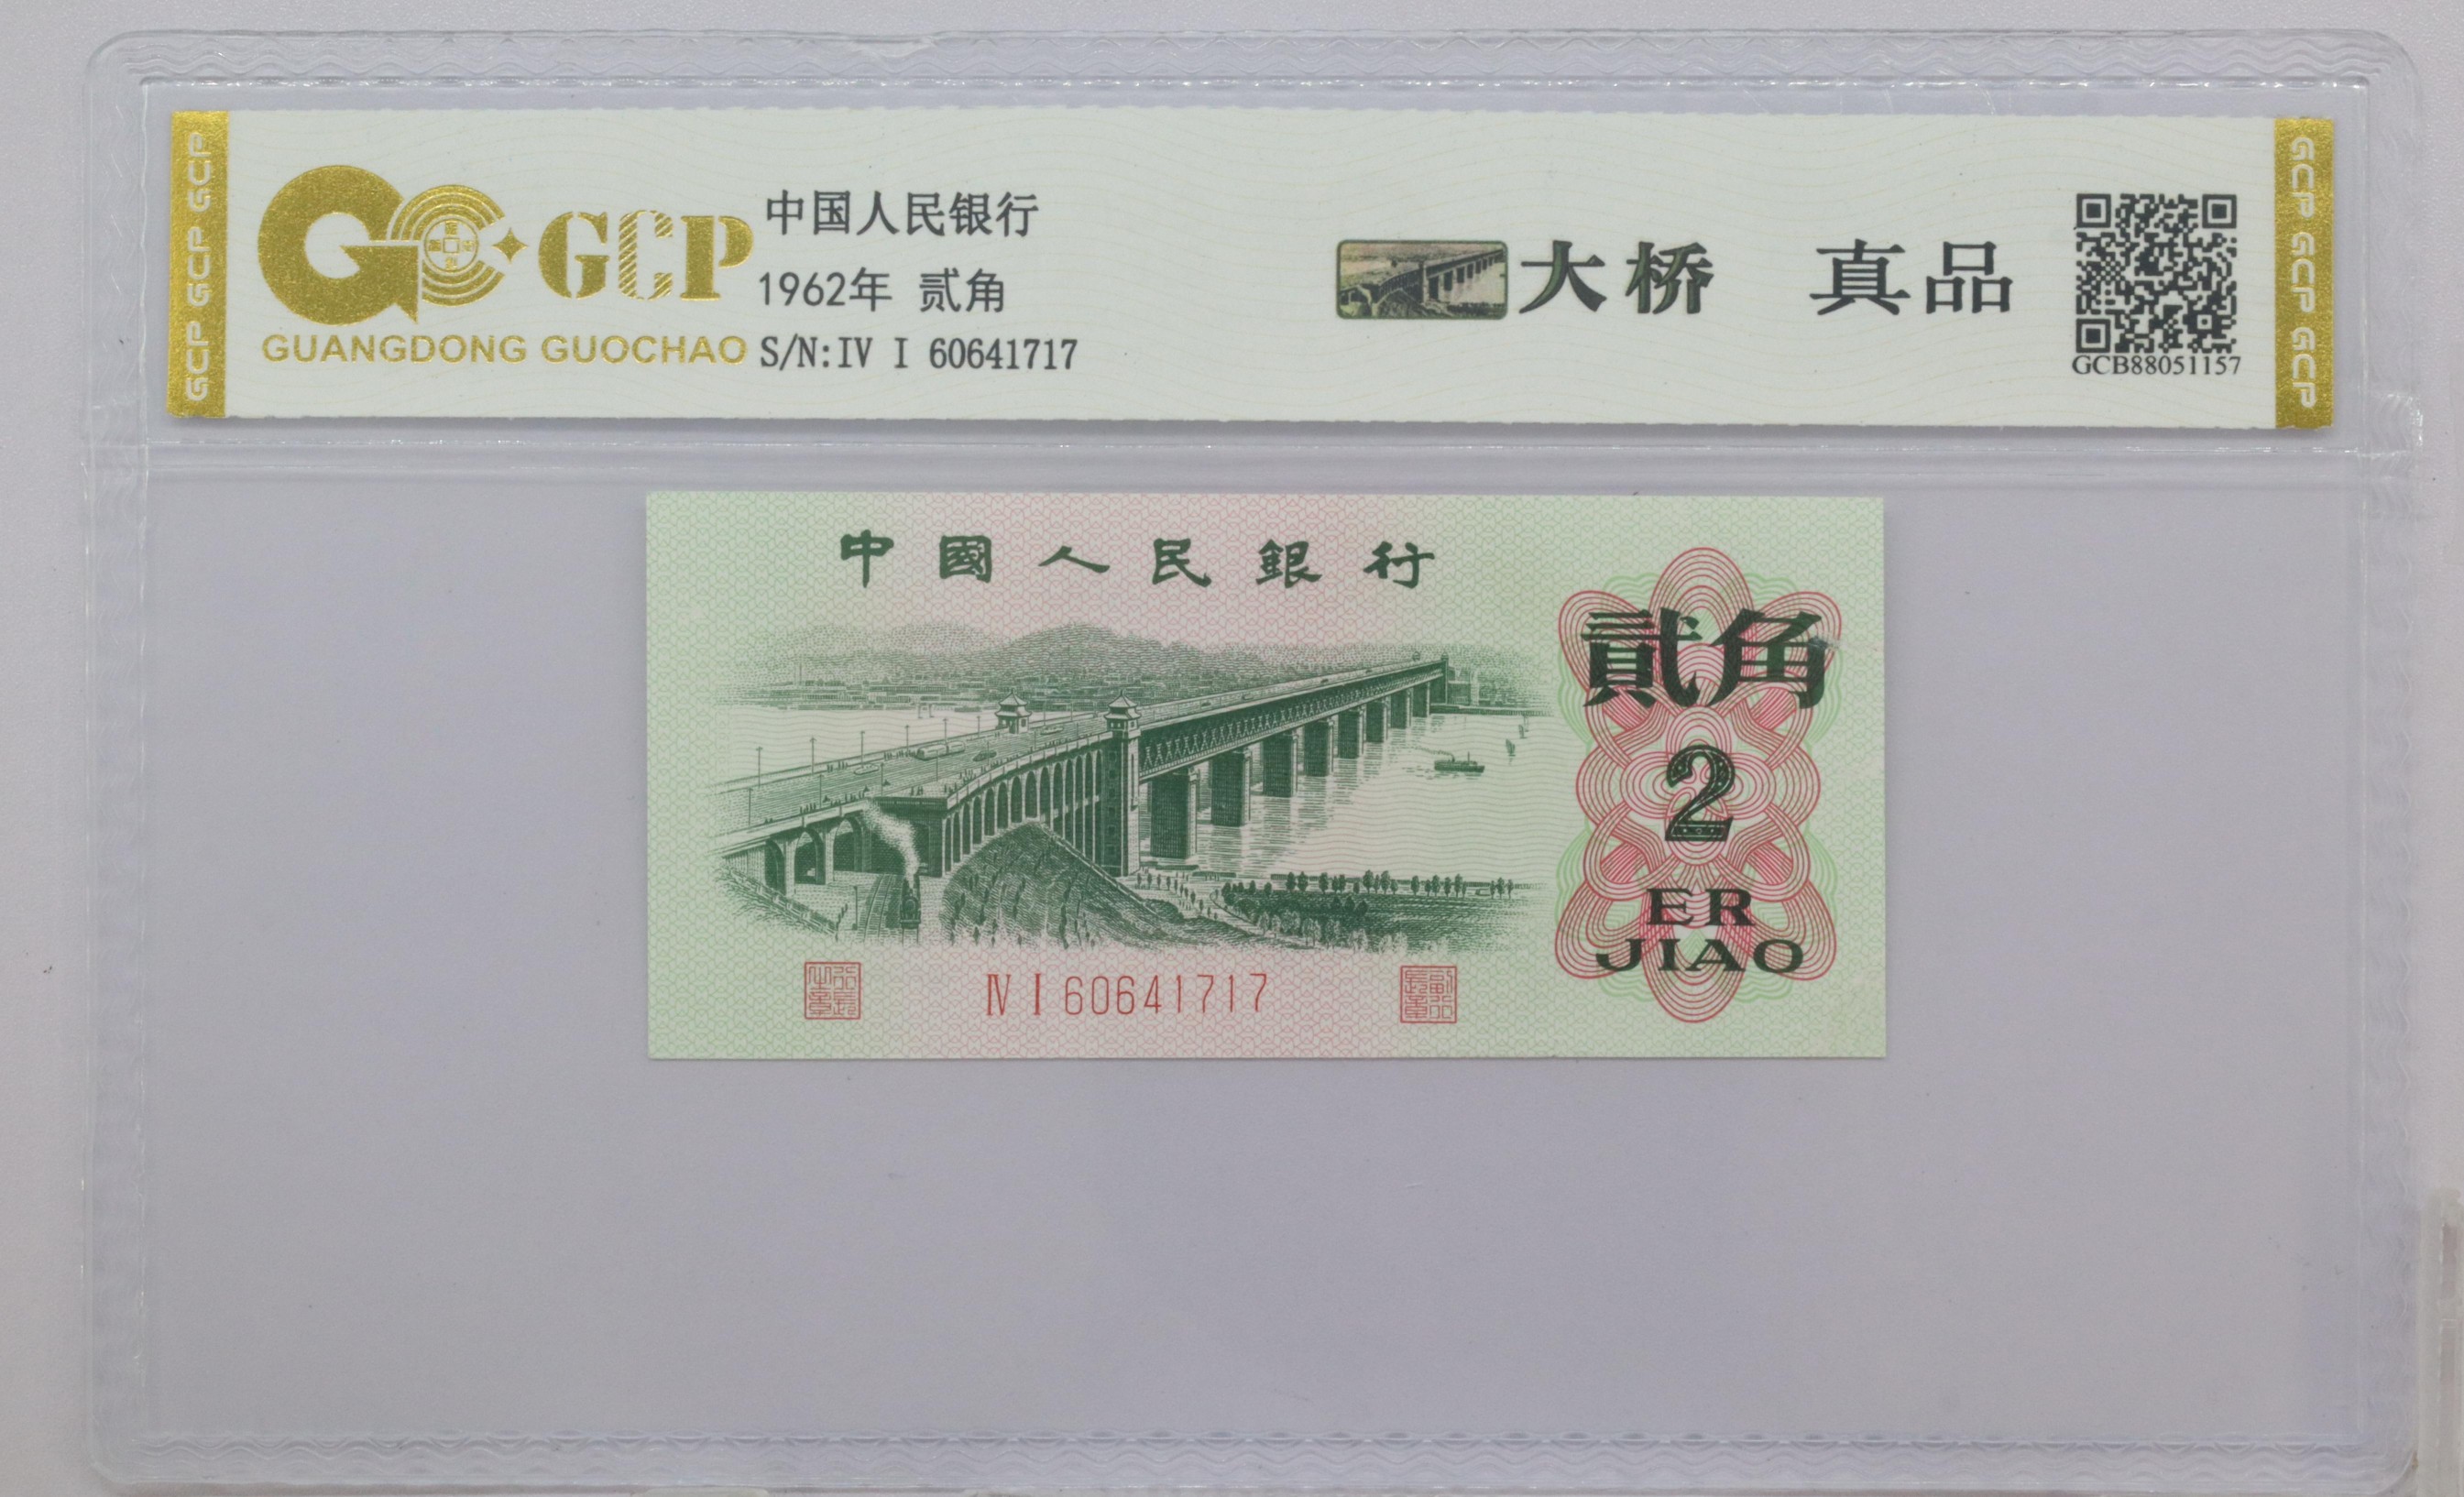 GCP GCP GCP
GCP
GUANGDONG GUOCHAO
中国人民银行
1962年 贰角
S/N:IV I 60641717
大桥 真品
GCB88051157
GCP GCP GCP
中國人民銀行
貳角
2
ER
JIAO
IV I 60641717